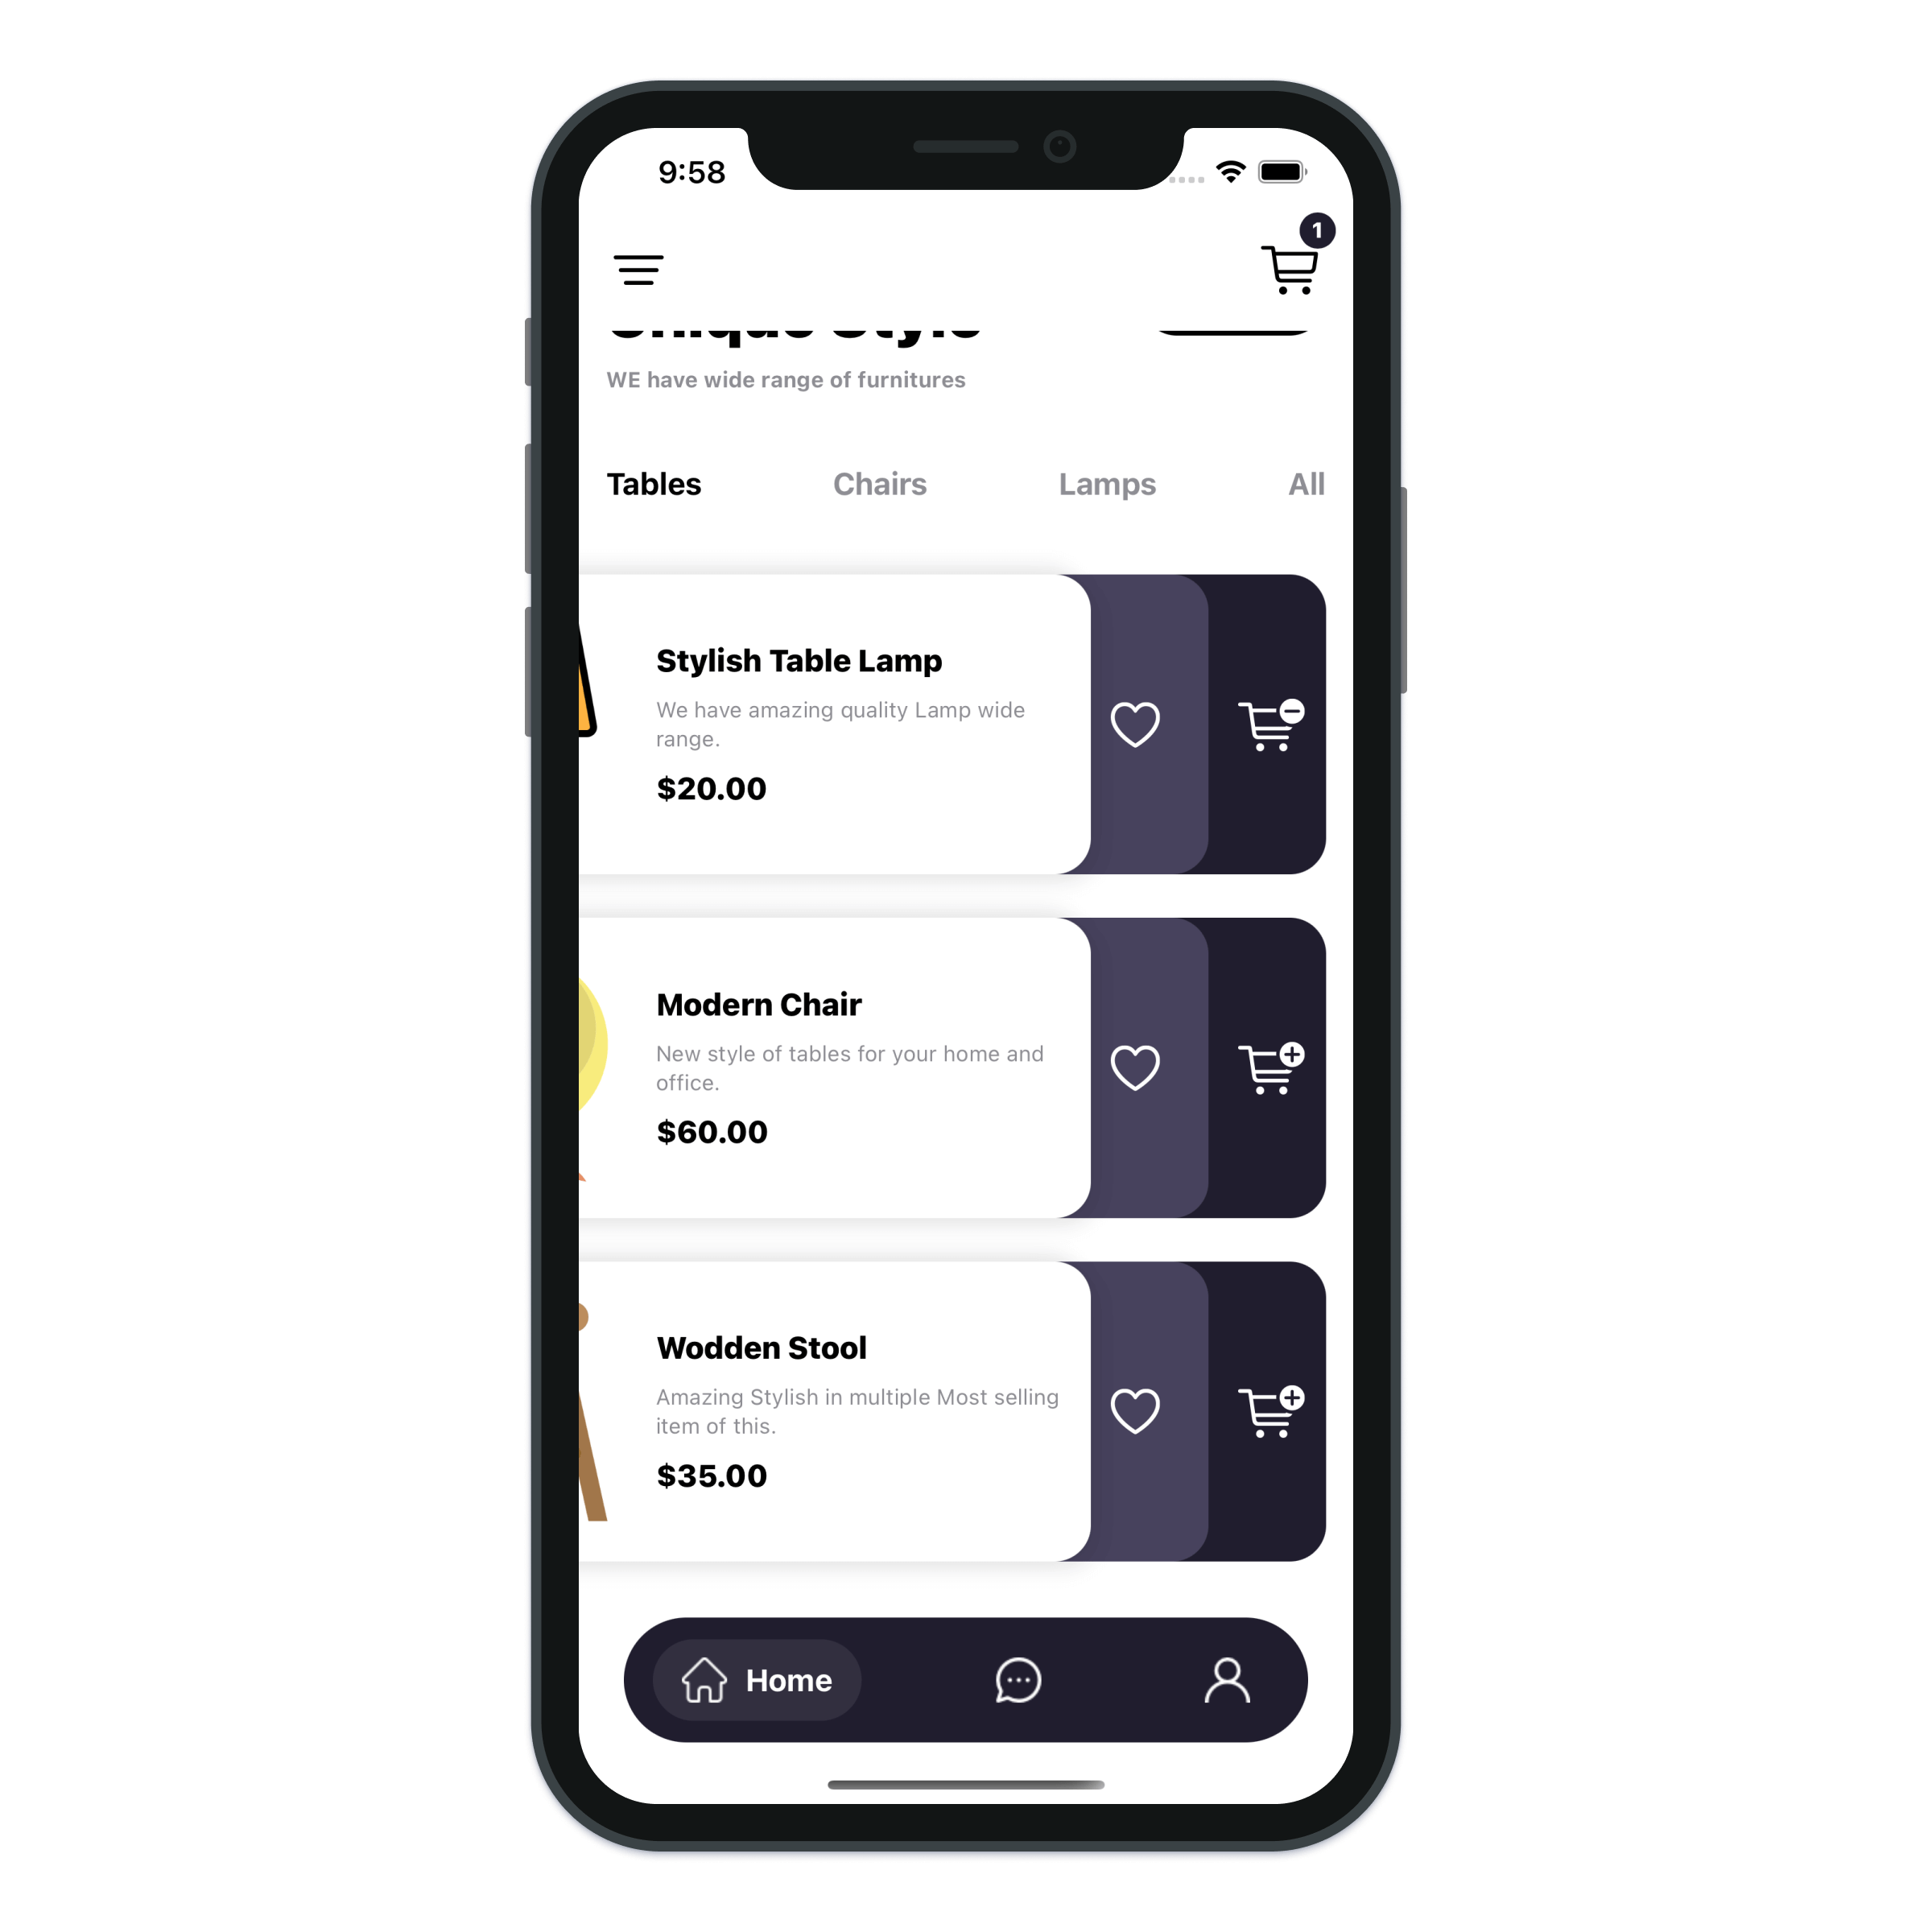 9:58
1
Unique Style
WE have wide range of furnitures
Tables Chairs Lamps All
Stylish Table Lamp
We have amazing quality Lamp wide
range.
$20.00
Modern Chair
New style of tables for your home and
office.
$60.00
Wodden Stool
Amazing Stylish in multiple Most selling
item of this.
$35.00
Home